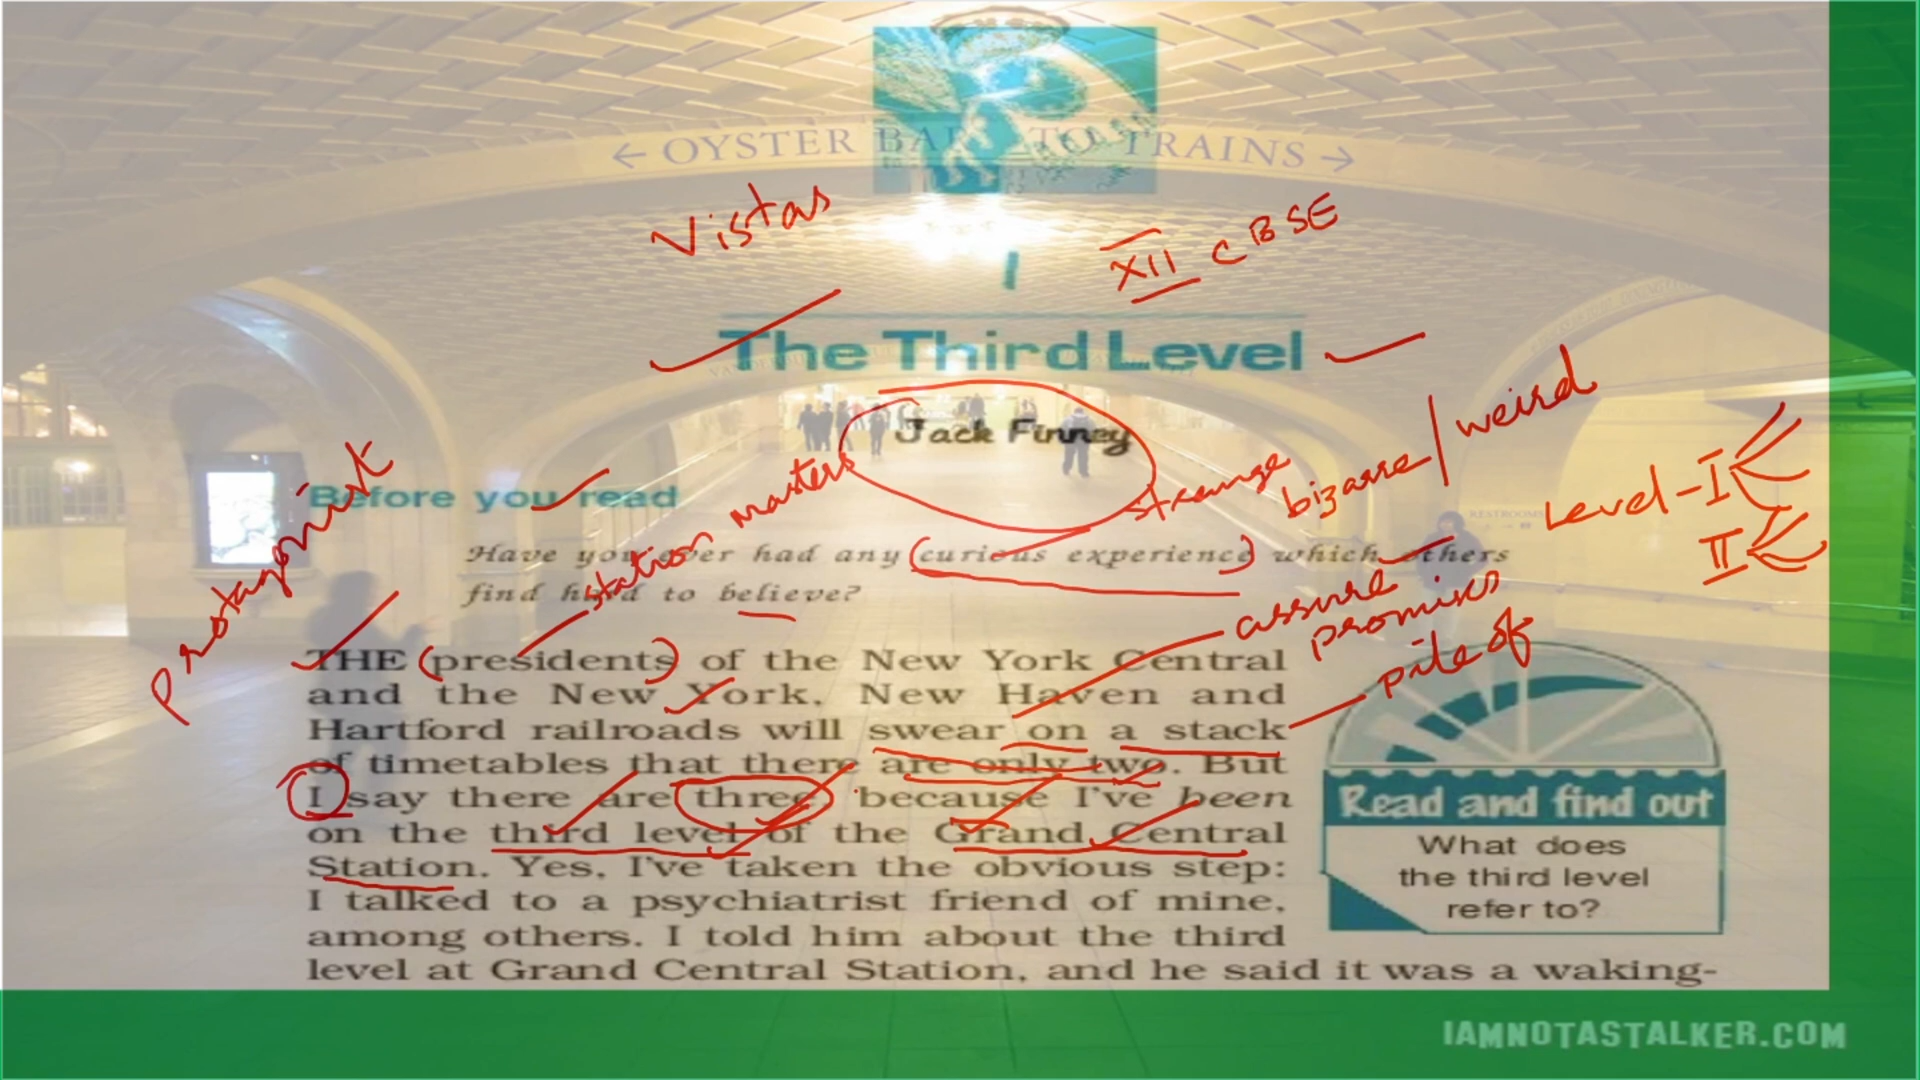 ← OYSTER BAR TO TRAINS →
Vistas
XII CBSE
1
The Third Level
Jack Finney
strange
bizarre / weird
Level - I
II
RESTROOMS
Before you read
protagonist
station masters
Have you ever had any curious experience which others
find hard to believe?
assure
promises
pile of
THE (presidents) of the New York Central
and the New York, New Haven and
Hartford railroads will swear on a stack
of timetables that there are only two. But
I say there are three, because I've been
on the third level of the Grand Central
Station. Yes, I've taken the obvious step:
I talked to a psychiatrist friend of mine,
among others. I told him about the third
level at Grand Central Station, and he said it was a waking-
Read and find out
What does
the third level
refer to?
IAMNOTASTALKER.COM